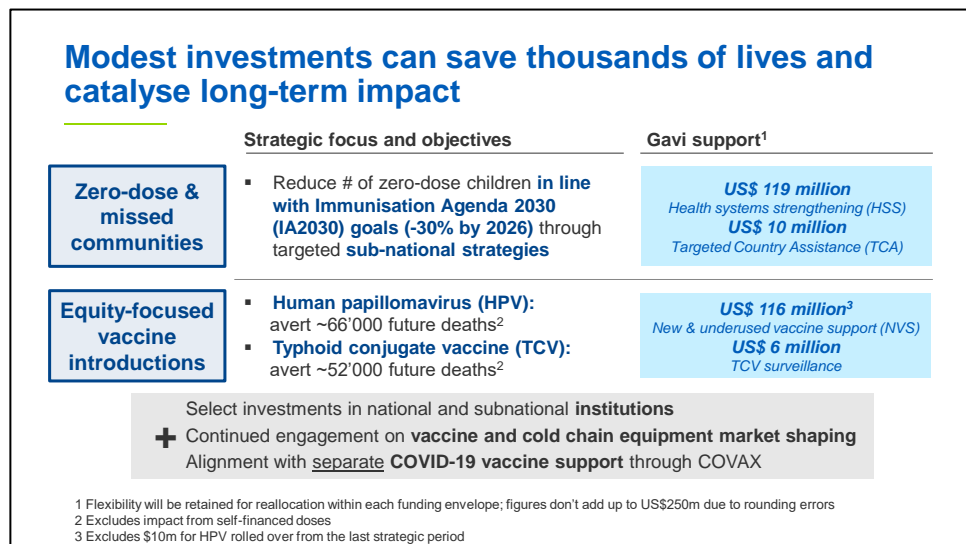 Modest investments can save thousands of lives and
catalyse long-term impact
Strategic focus and objectives
Gavi support1
Zero-dose &
missed
communities
▪ Reduce # of zero-dose children in line
with Immunisation Agenda 2030
(IA2030) goals (-30% by 2026) through
targeted sub-national strategies
US$ 119 million
Health systems strengthening (HSS)
US$ 10 million
Targeted Country Assistance (TCA)
Equity-focused
vaccine
introductions
▪ Human papillomavirus (HPV):
avert ~66'000 future deaths2
▪ Typhoid conjugate vaccine (TCV):
avert ~52'000 future deaths2
US$ 116 million3
New & underused vaccine support (NVS)
US$ 6 million
TCV surveillance
Select investments in national and subnational institutions
+ Continued engagement on vaccine and cold chain equipment market shaping
Alignment with separate COVID-19 vaccine support through COVAX
1 Flexibility will be retained for reallocation within each funding envelope; figures don't add up to US$250m due to rounding errors
2 Excludes impact from self-financed doses
3 Excludes $10m for HPV rolled over from the last strategic period